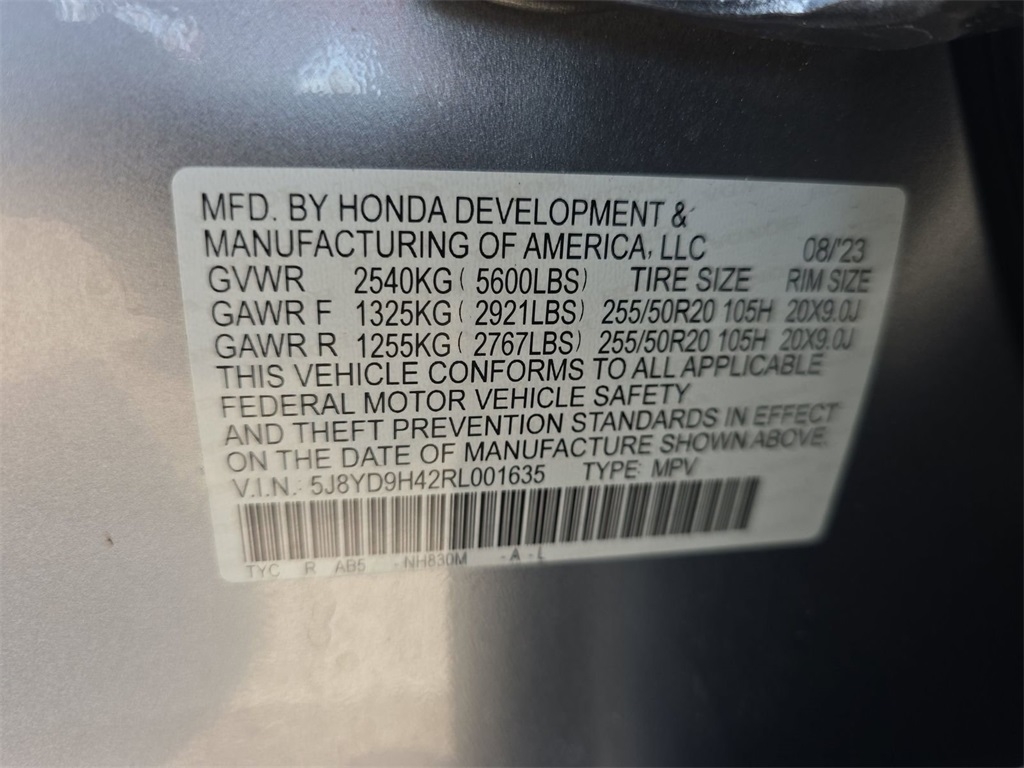 MFD. BY HONDA DEVELOPMENT &
MANUFACTURING OF AMERICA, LLC 08/'23
GVWR 2540KG ( 5600LBS) TIRE SIZE RIM SIZE
GAWR F 1325KG ( 2921LBS) 255/50R20 105H 20X9.0J
GAWR R 1255KG ( 2767LBS) 255/50R20 105H 20X9.0J
THIS VEHICLE CONFORMS TO ALL APPLICABLE
FEDERAL MOTOR VEHICLE SAFETY
AND THEFT PREVENTION STANDARDS IN EFFECT
ON THE DATE OF MANUFACTURE SHOWN ABOVE.
V.I.N.: 5J8YD9H42RL001635 TYPE: MPV
TYC R AB5 - NH830M - A - L